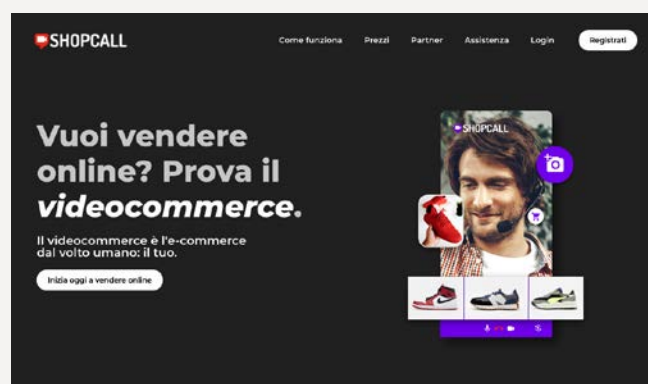 SHOPCALL
Come funziona Prezzi Partner Assistenza Login Registrati
Vuoi vendere
online? Prova il
videocommerce.
Il videocommerce è l'e-commerce
dal volto umano: il tuo.
Inizia oggi a vendere online
SHOPCALL